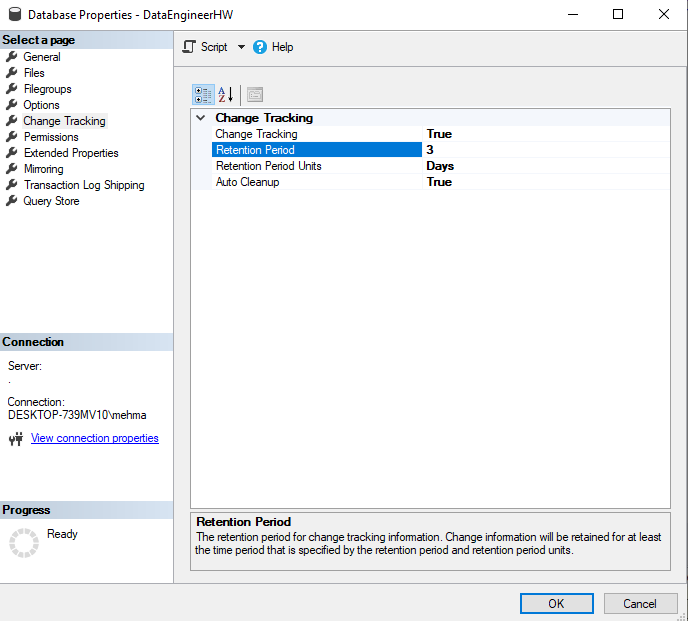 Database Properties - DataEngineerHW
Select a page
General
Files
Filegroups
Options
Change Tracking
Permissions
Extended Properties
Mirroring
Transaction Log Shipping
Query Store
Connection
Server:
.
Connection:
DESKTOP-739MV10\mehma
View connection properties
Progress
Ready
Script Help
Change Tracking
Change Tracking True
Retention Period 3
Retention Period Units Days
Auto Cleanup True
Retention Period
The retention period for change tracking information. Change information will be retained for at least
the time period that is specified by the retention period and retention period units.
OK Cancel